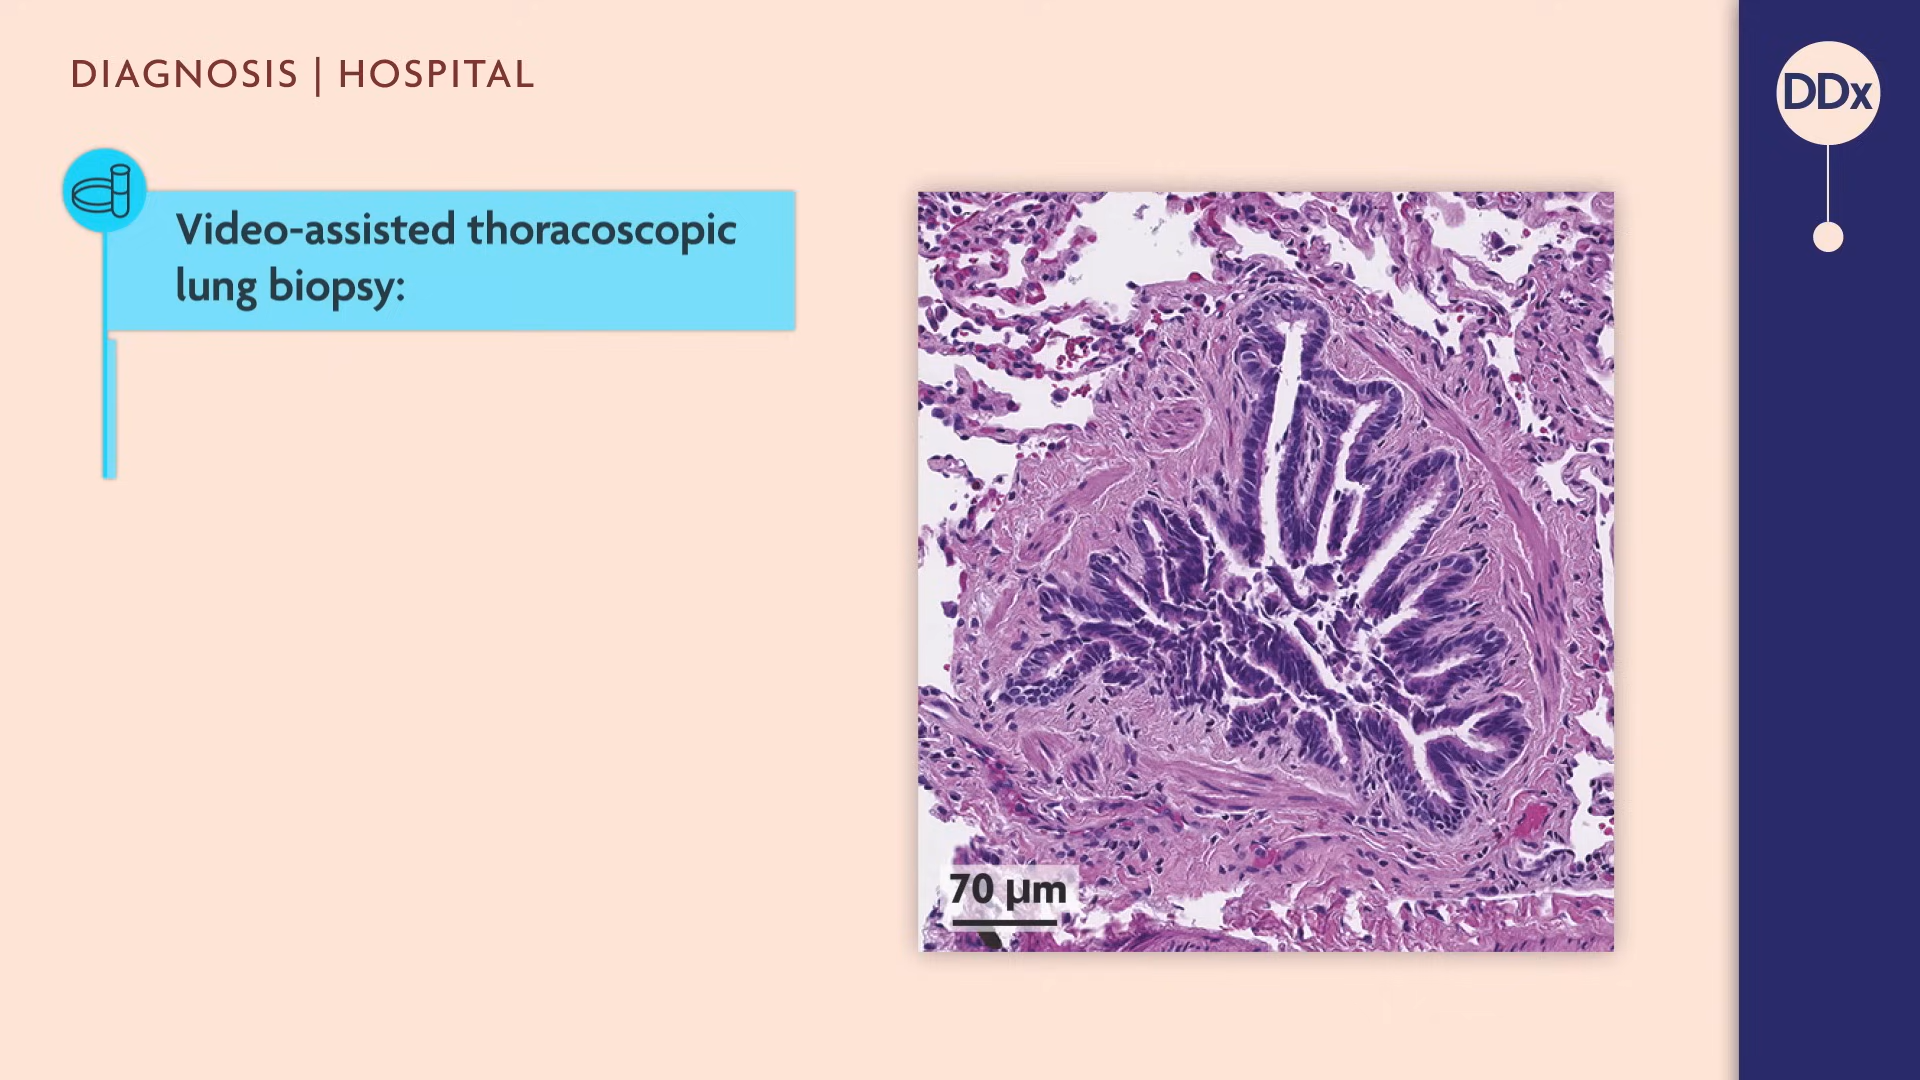 DIAGNOSIS | HOSPITAL
DDx
Video-assisted thoracoscopic
lung biopsy:
70 µm